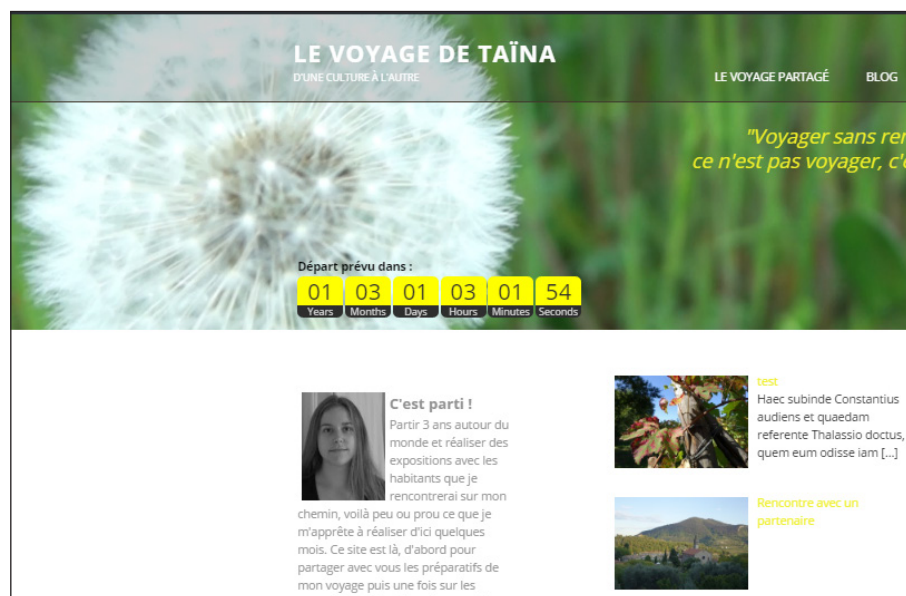 LE VOYAGE DE TAÏNA
D'UNE CULTURE À L'AUTRE
LE VOYAGE PARTAGÉ BLOG
"Voyager sans
ce n'est pas voyager,
Départ prévu dans :
01 03 01 03 01 54
Years Months Days Hours Minutes Seconds
C'est parti !
Partir 3 ans autour du
monde et réaliser des
expositions avec les
habitants que je
rencontrerai sur mon
chemin, voilà peu ou prou ce que je
m'apprête à réaliser d'ici quelques
mois. Ce site est là, d'abord pour
partager avec vous les préparatifs de
mon voyage puis une fois sur les
test
Haec subinde Constantius
audiens et quaedam
referente Thalassio doctus,
quem eum odisse iam [...]
Rencontre avec un
partenaire